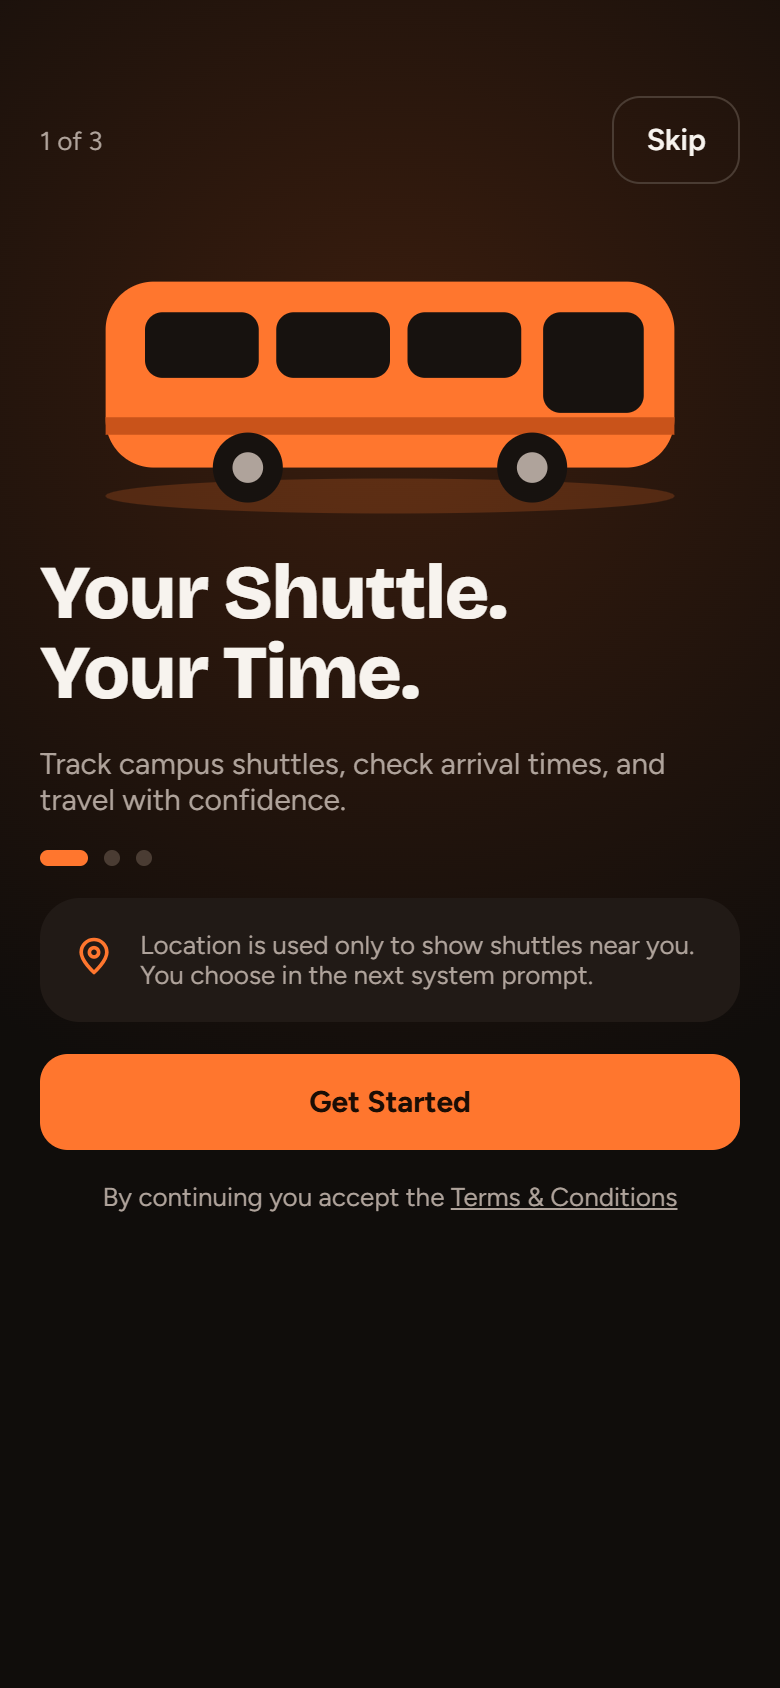 1 of 3
Skip
Your Shuttle.
Your Time.
Track campus shuttles, check arrival times, and
travel with confidence.
Location is used only to show shuttles near you.
You choose in the next system prompt.
Get Started
By continuing you accept the Terms & Conditions